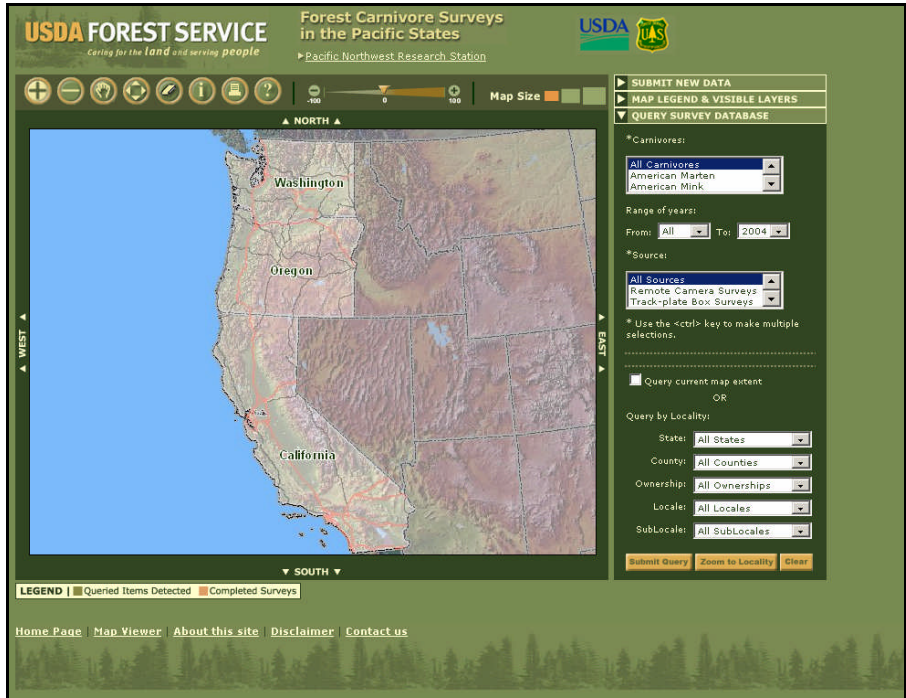 USDA FOREST SERVICE
Caring for the land and serving people
Forest Carnivore Surveys
in the Pacific States
Pacific Northwest Research Station
USDA
UAS
-100
0
100
Map Size
▲ NORTH ▲
WEST
EAST
Washington
Oregon
California
▼ SOUTH ▼
SUBMIT NEW DATA
MAP LEGEND & VISIBLE LAYERS
QUERY SURVEY DATABASE
*Carnivores:
All Carnivores
American Marten
American Mink
Range of years:
From: All To: 2004
*Source:
All Sources
Remote Camera Surveys
Track-plate Box Surveys
* Use the <ctrl> key to make multiple
selections.
Query current map extent
OR
Query by Locality:
State: All States
County: All Counties
Ownership: All Ownerships
Locale: All Locales
SubLocale: All SubLocales
Submit Query Zoom to Locality Clear
LEGEND | Queried Items Detected Completed Surveys
Home Page | Map Viewer | About this site | Disclaimer | Contact us